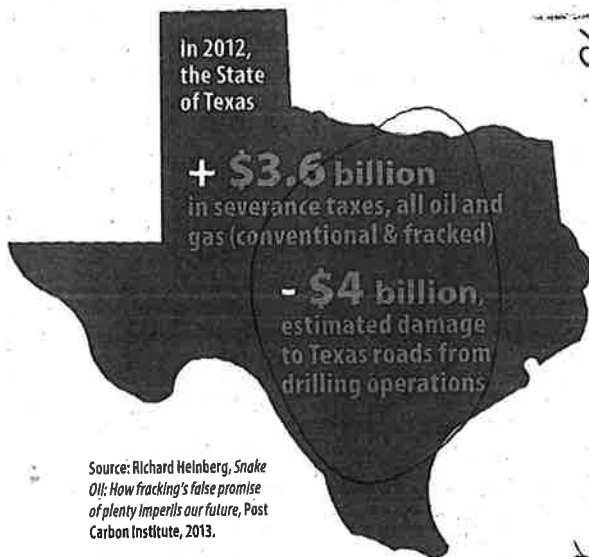 In 2012,
the State
of Texas
+ $3.6 billion
in severance taxes, all oil and
gas (conventional & fracked)
- $4 billion,
estimated damage
to Texas roads from
drilling operations
Source: Richard Heinberg, Snake
Oil: How fracking's false promise
of plenty imperils our future, Post
Carbon Institute, 2013.